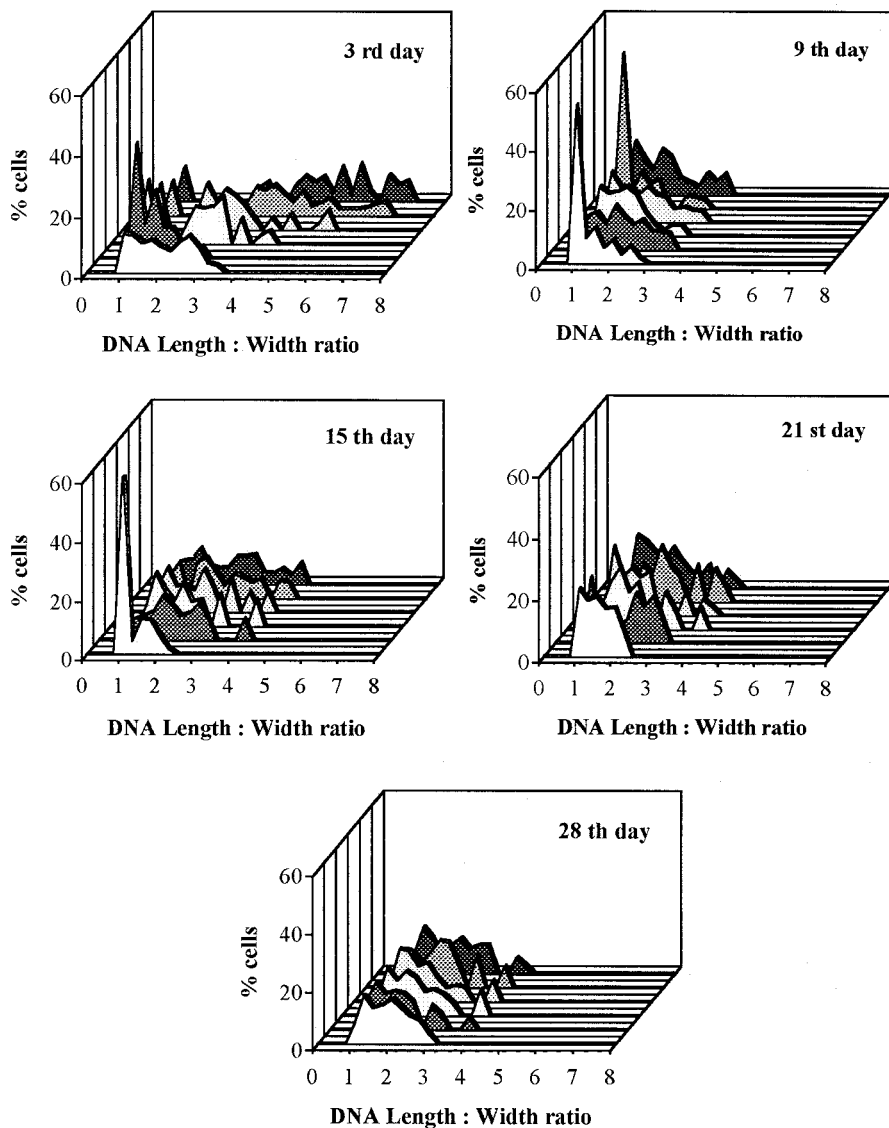 3 rd day
60
40
20
0
% cells
0 1 2 3 4 5 6 7 8
DNA Length : Width ratio
9 th day
60
40
20
0
% cells
0 1 2 3 4 5 6 7 8
DNA Length : Width ratio
15 th day
60
40
20
0
% cells
0 1 2 3 4 5 6 7 8
DNA Length : Width ratio
21 st day
60
40
20
0
% cells
0 1 2 3 4 5 6 7 8
DNA Length : Width ratio
28 th day
60
40
20
0
% cells
0 1 2 3 4 5 6 7 8
DNA Length : Width ratio